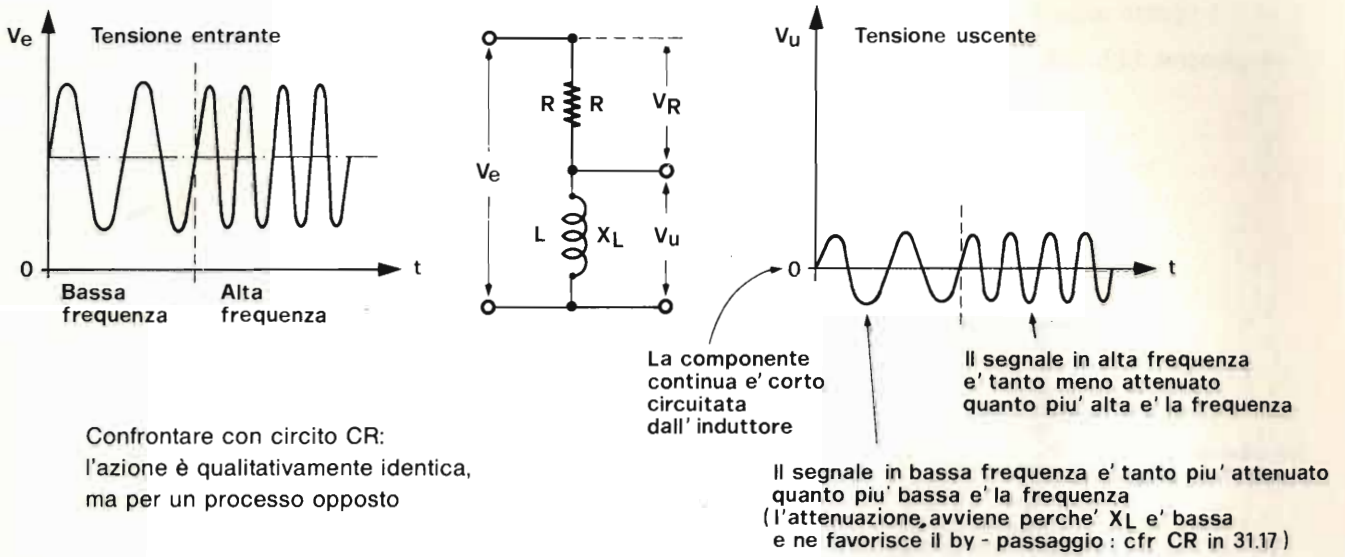 Ve
Tensione entrante
0
t
Bassa
frequenza
Alta
frequenza
Ve
R
R
VR
L
XL
Vu
Vu
Tensione uscente
0
t
La componente
continua e' corto
circuitata
dall' induttore
Il segnale in alta frequenza
e' tanto meno attenuato
quanto piu' alta e' la frequenza
Il segnale in bassa frequenza e' tanto piu' attenuato
quanto piu' bassa e' la frequenza
(l'attenuazione, avviene perche' XL e' bassa
e ne favorisce il by - passaggio : cfr CR in 31.17)
Confrontare con circito CR:
l'azione è qualitativamente identica,
ma per un processo opposto